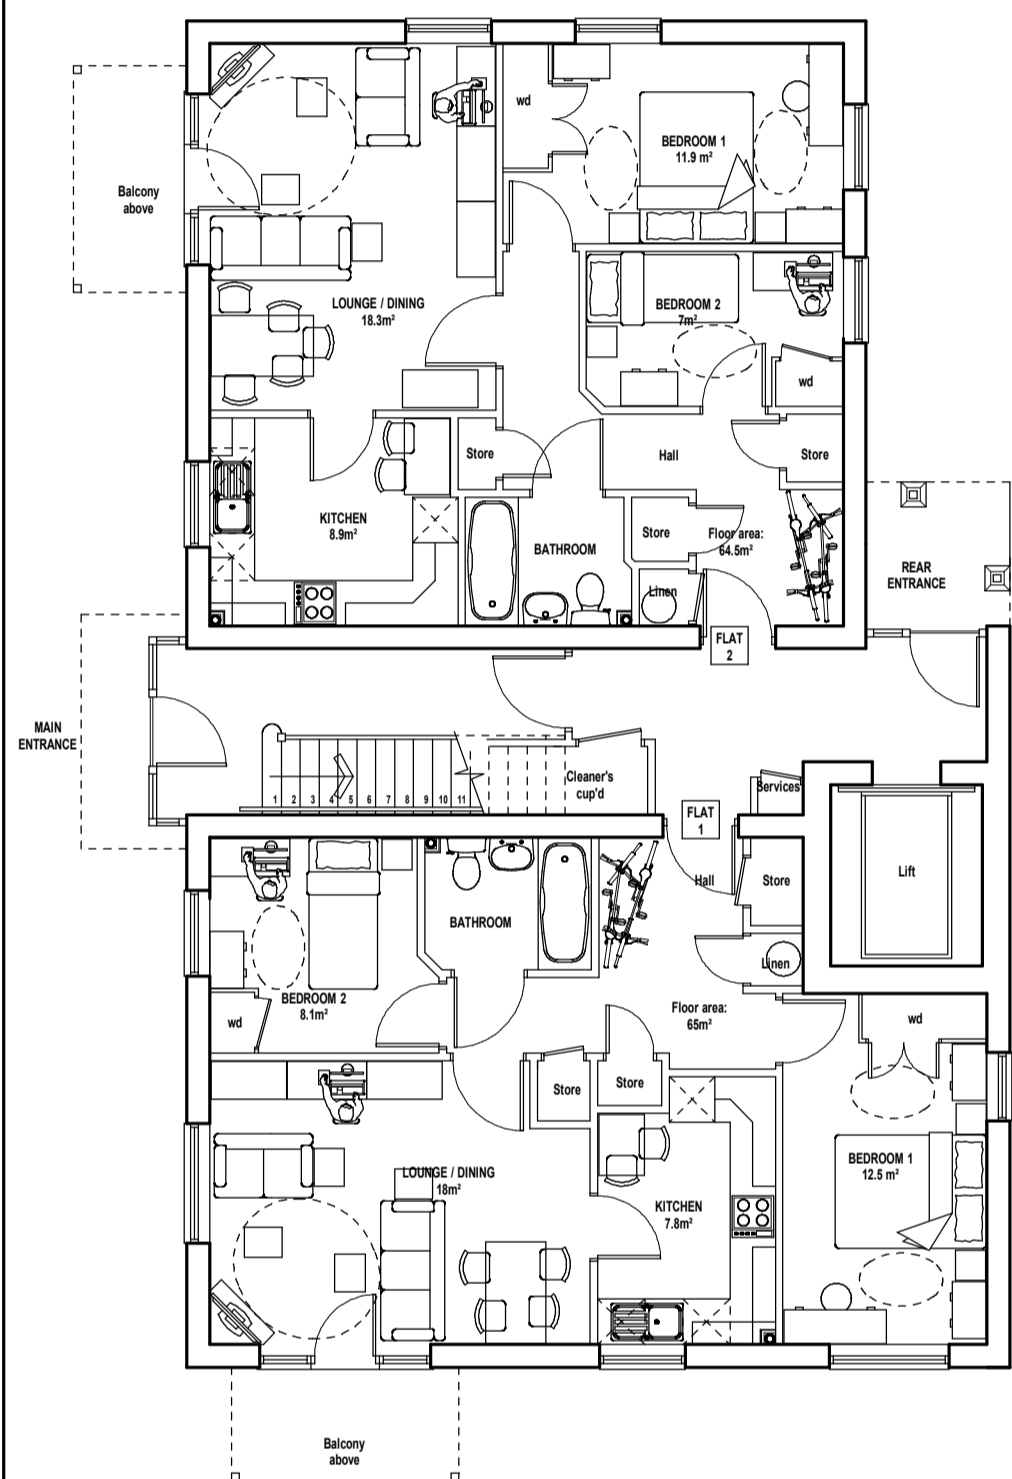 wd
BEDROOM 1
11.9 m²
Balcony
above
LOUNGE / DINING
18.3m²
BEDROOM 2
7m²
wd
Store
Hall
Store
KITCHEN
8.9m²
BATHROOM
Store
Floor area:
64.5m²
Linen
REAR
ENTRANCE
FLAT
2
MAIN
ENTRANCE
1 2 3 4 5 6 7 8 9 10 11
Cleaner's
cup'd
Services
FLAT
1
Hall
Store
Lift
BATHROOM
Linen
BEDROOM 2
8.1m²
wd
Floor area:
65m²
wd
Store
Store
LOUNGE / DINING
18m²
BEDROOM 1
12.5 m²
KITCHEN
7.8m²
Balcony
above